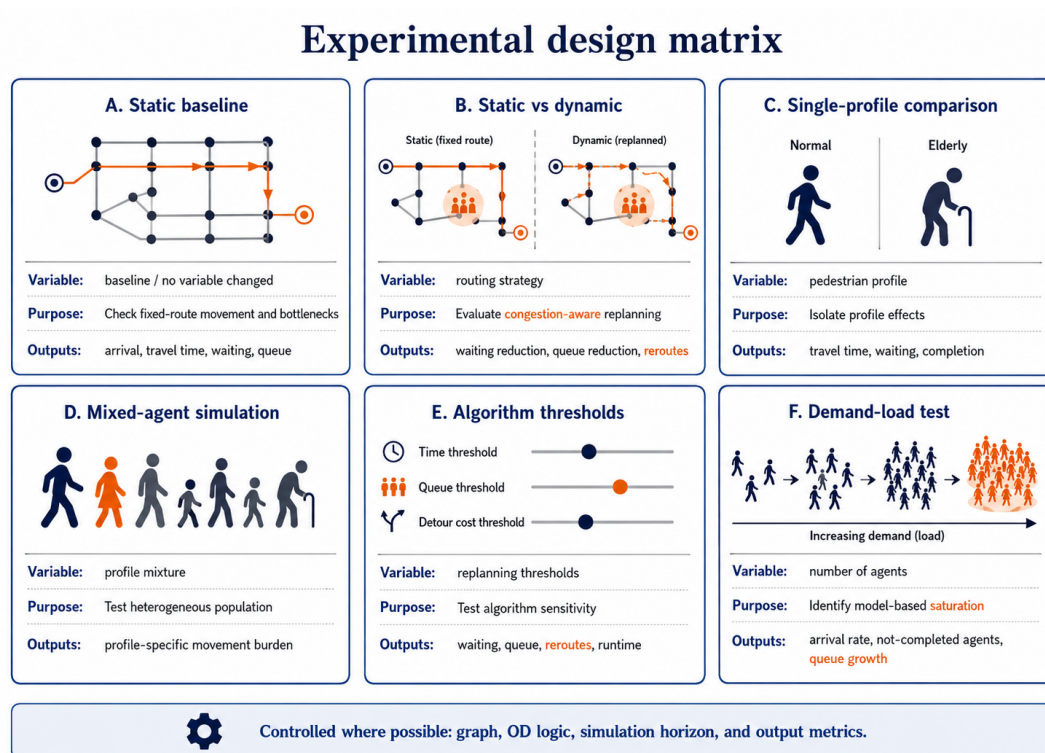 Experimental design matrix
A. Static baseline
Variable: baseline / no variable changed
Purpose: Check fixed-route movement and bottlenecks
Outputs: arrival, travel time, waiting, queue
B. Static vs dynamic
Static (fixed route)
Dynamic (replanned)
Variable: routing strategy
Purpose: Evaluate congestion-aware replanning
Outputs: waiting reduction, queue reduction, reroutes
C. Single-profile comparison
Normal
Elderly
Variable: pedestrian profile
Purpose: Isolate profile effects
Outputs: travel time, waiting, completion
D. Mixed-agent simulation
Variable: profile mixture
Purpose: Test heterogeneous population
Outputs: profile-specific movement burden
E. Algorithm thresholds
Time threshold
Queue threshold
Detour cost threshold
Variable: replanning thresholds
Purpose: Test algorithm sensitivity
Outputs: waiting, queue, reroutes, runtime
F. Demand-load test
Increasing demand (load)
Variable: number of agents
Purpose: Identify model-based saturation
Outputs: arrival rate, not-completed agents,
queue growth
Controlled where possible: graph, OD logic, simulation horizon, and output metrics.